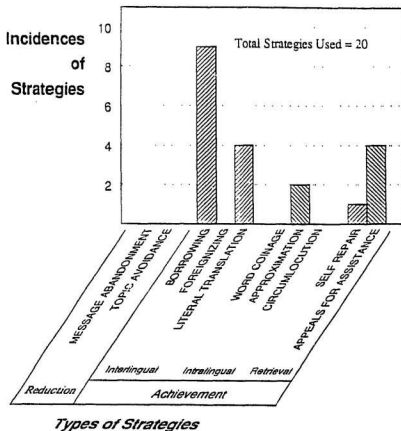 Incidences
of
Strategies
10
8
6
4
2
Total Strategies Used = 20
MESSAGE ABANDONMENT
TOPIC AVOIDANCE
BORROWING
FOREIGNIZING
LITERAL TRANSLATION
WORD COINAGE
APPROXIMATION
CIRCUMLOCUTION
SELF REPAIR
APPEALS FOR ASSISTANCE
Interlingual
Intralingual
Retrieval
Reduction
Achievement
Types of Strategies